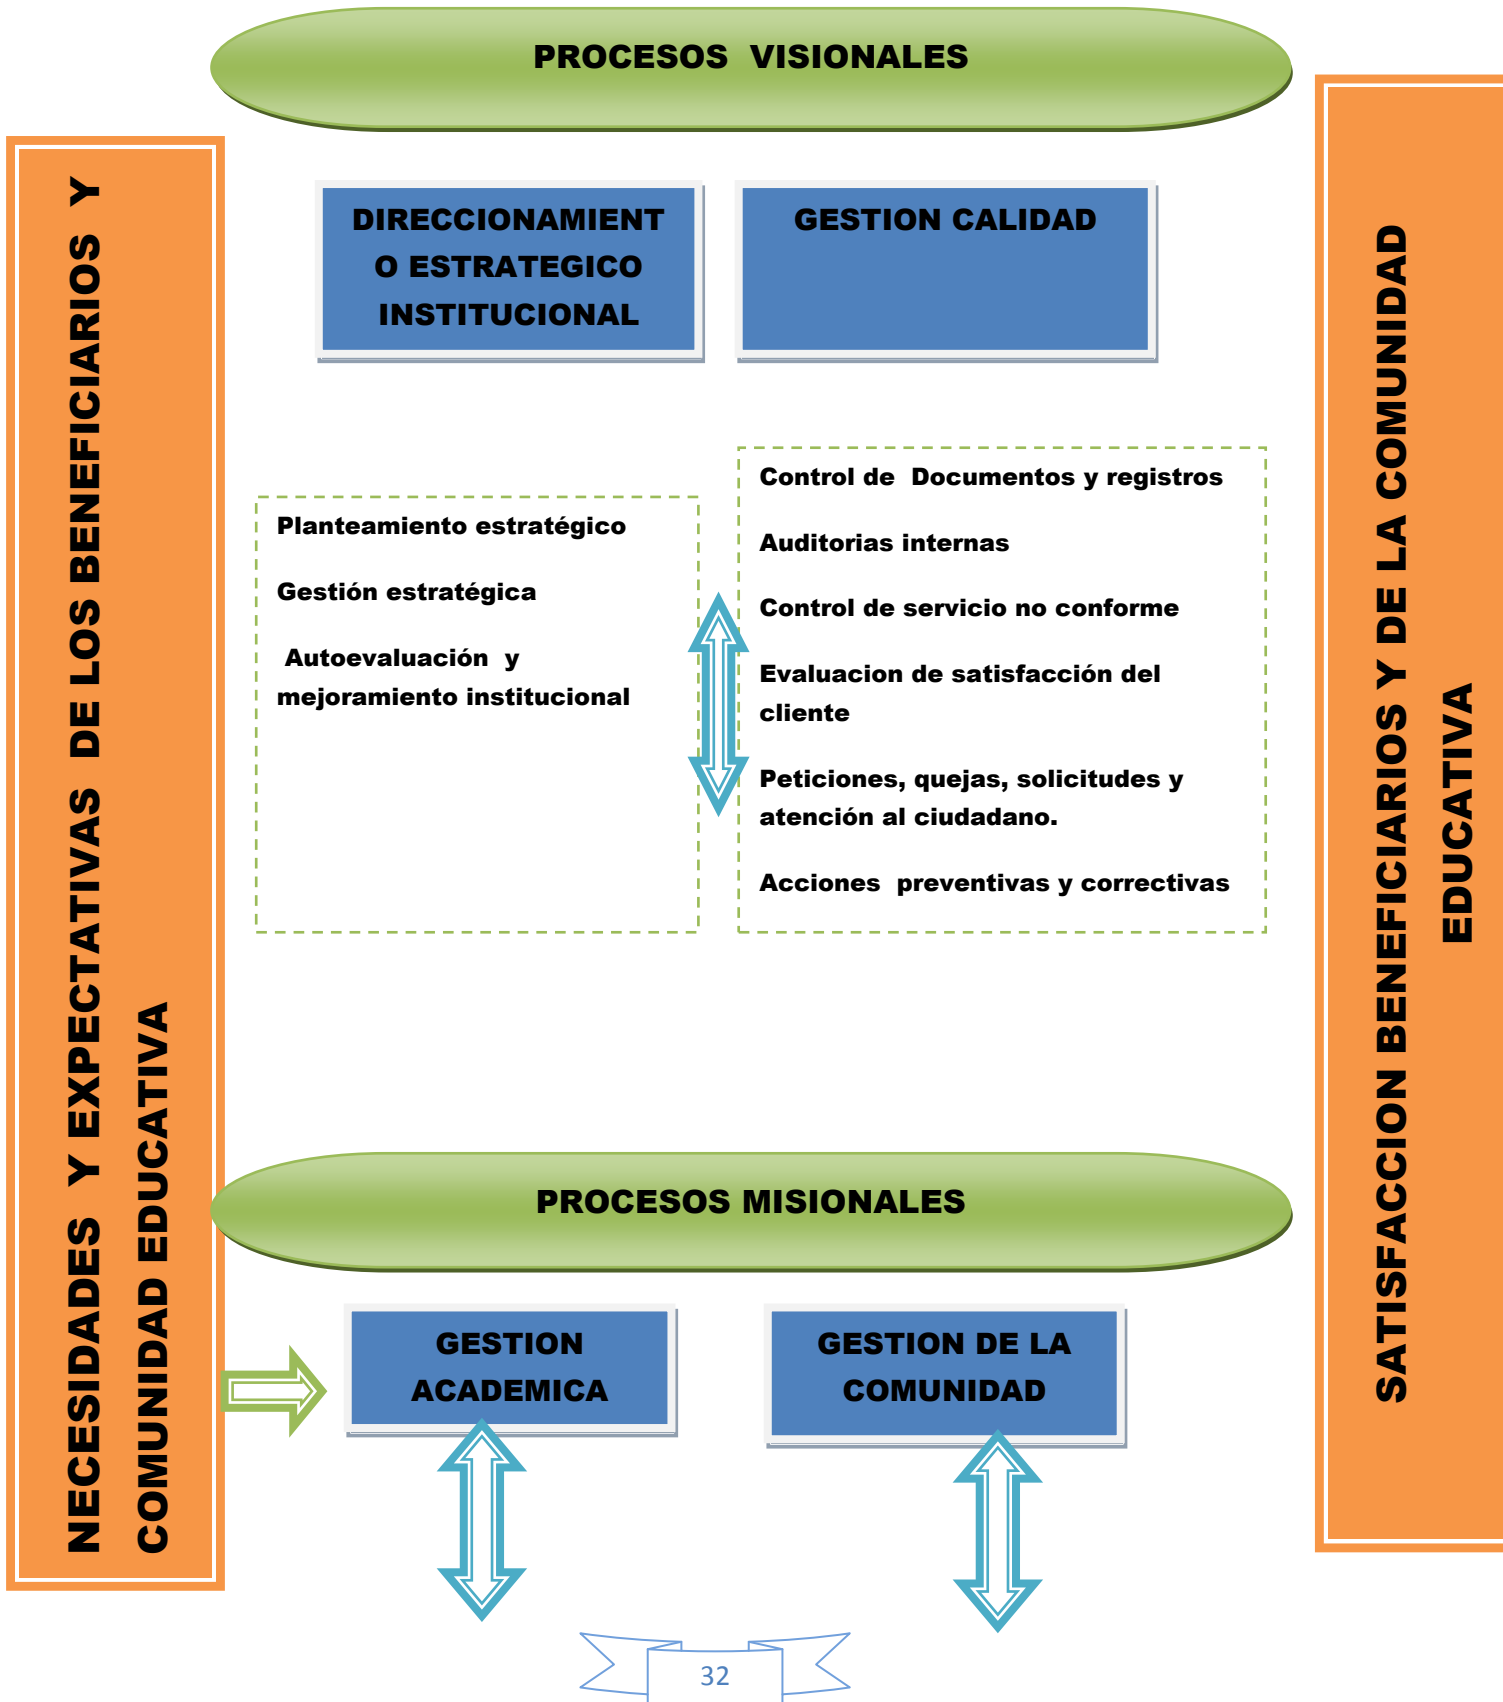 PROCESOS  VISIONALES
NECESIDADES  Y EXPECTATIVAS  DE LOS BENEFICIARIOS  Y
COMUNIDAD EDUCATIVA
DIRECCIONAMIENT
O ESTRATEGICO
INSTITUCIONAL
GESTION CALIDAD
Planteamiento estratégico
Gestión estratégica
Autoevaluación  y
mejoramiento institucional
Control de  Documentos y registros
Auditorias internas
Control de servicio no conforme
Evaluacion de satisfacción del
cliente
Peticiones, quejas, solicitudes y
atención al ciudadano.
Acciones  preventivas y correctivas
PROCESOS MISIONALES
GESTION
ACADEMICA
GESTION DE LA
COMUNIDAD
SATISFACCION BENEFICIARIOS Y DE LA COMUNIDAD
EDUCATIVA
32